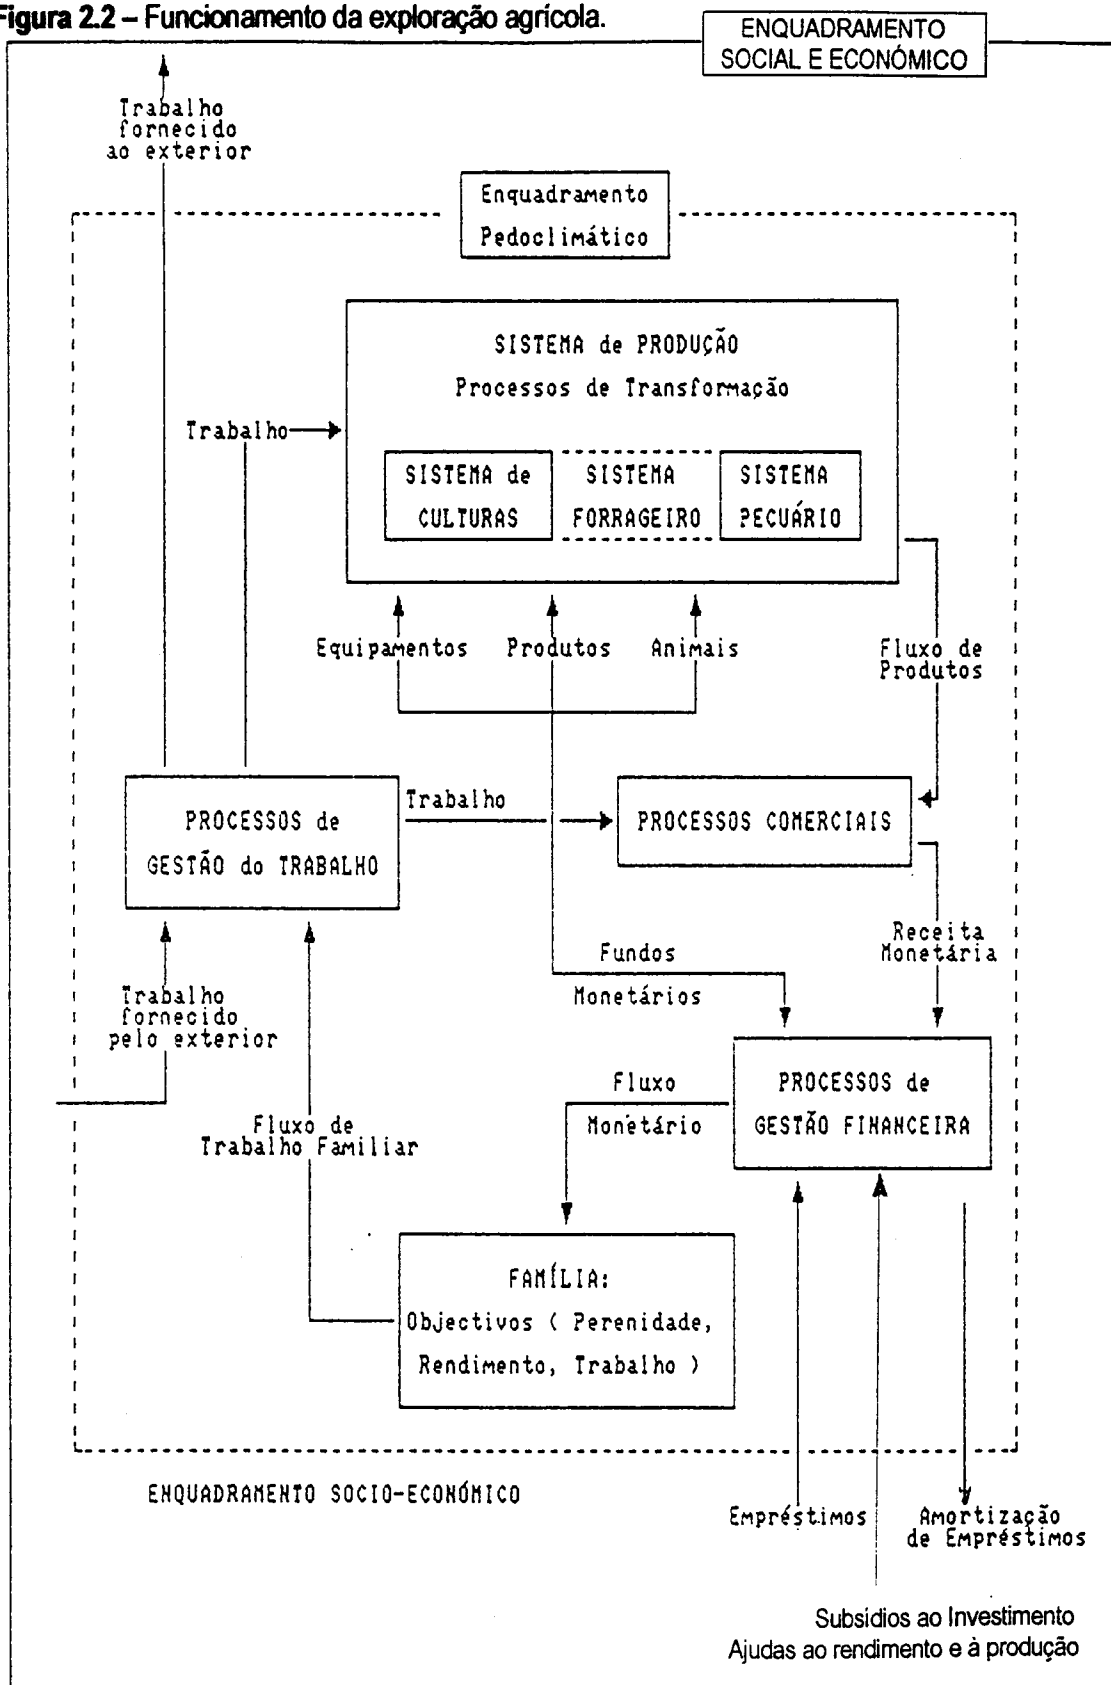 Figura 2.2 – Funcionamento da exploração agrícola.
ENQUADRAMENTO
SOCIAL E ECONÓMICO
Trabalho
fornecido
ao exterior
Enquadramento
Pedoclimático
SISTEMA de PRODUÇÃO
Processos de Transformação
Trabalho
SISTEMA de
CULTURAS
SISTEMA
FORRAGEIRO
SISTEMA
PECUÁRIO
Equipamentos
Produtos
Animais
Fluxo de
Produtos
PROCESSOS de
GESTÃO do TRABALHO
Trabalho
PROCESSOS COMERCIAIS
Receita
Monetária
Fundos
Monetários
Trabalho
fornecido
pelo exterior
PROCESSOS de
GESTÃO FINANCEIRA
Fluxo
Monetário
Fluxo de
Trabalho Familiar
FAMÍLIA:
Objectivos ( Perenidade,
Rendimento, Trabalho )
ENQUADRAMENTO SOCIO-ECONÓMICO
Empréstimos
Amortização
de Empréstimos
Subsídios ao Investimento
Ajudas ao rendimento e à produção